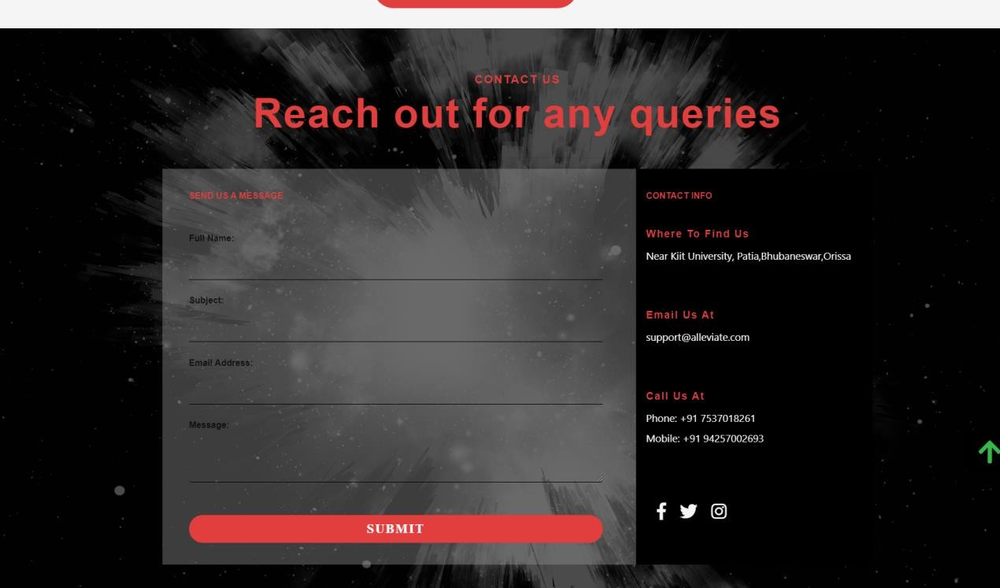 CONTACT US
Reach out for any queries
SEND US A MESSAGE
Full Name:
Subject:
Email Address:
Message:
SUBMIT
CONTACT INFO
Where To Find Us
Near Kiit University, Patia,Bhubaneswar,Orissa
Email Us At
support@alleviate.com
Call Us At
Phone: +91 7537018261
Mobile: +91 94257002693